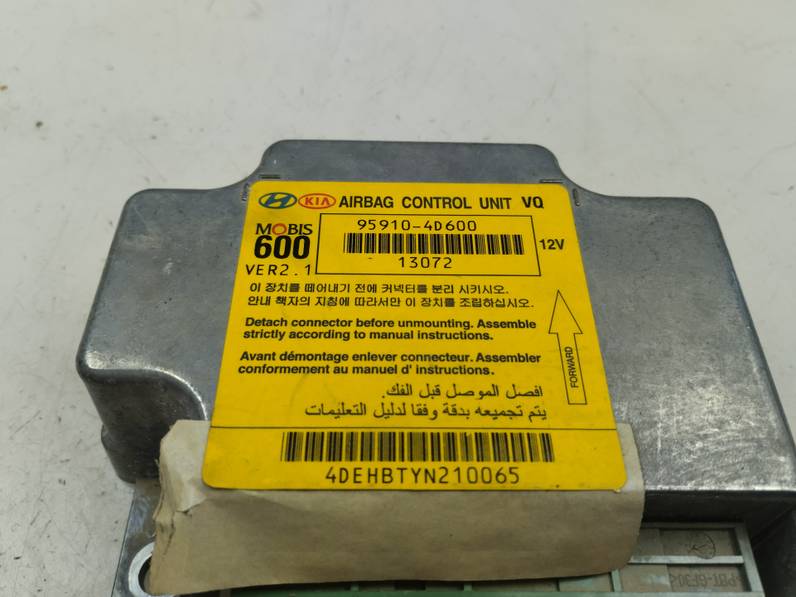 KIA AIRBAG CONTROL UNIT VQ
MOBIS
600
VER2.1
95910-4D600
13072
12V
이 장치를 떼어내기 전에 커넥터를 분리 시키시오.
안내 책자의 지침에 따라서만 이 장치를 조립하십시오.
Detach connector before unmounting. Assemble
strictly according to manual instructions.
Avant démontage enlever connecteur. Assembler
conformement au manuel d' instructions.
افصل الموصل قبل الفك.
يتم تجميعه بدقة وفقا لدليل التعليمات
FORWARD
4DEHBTYN210065